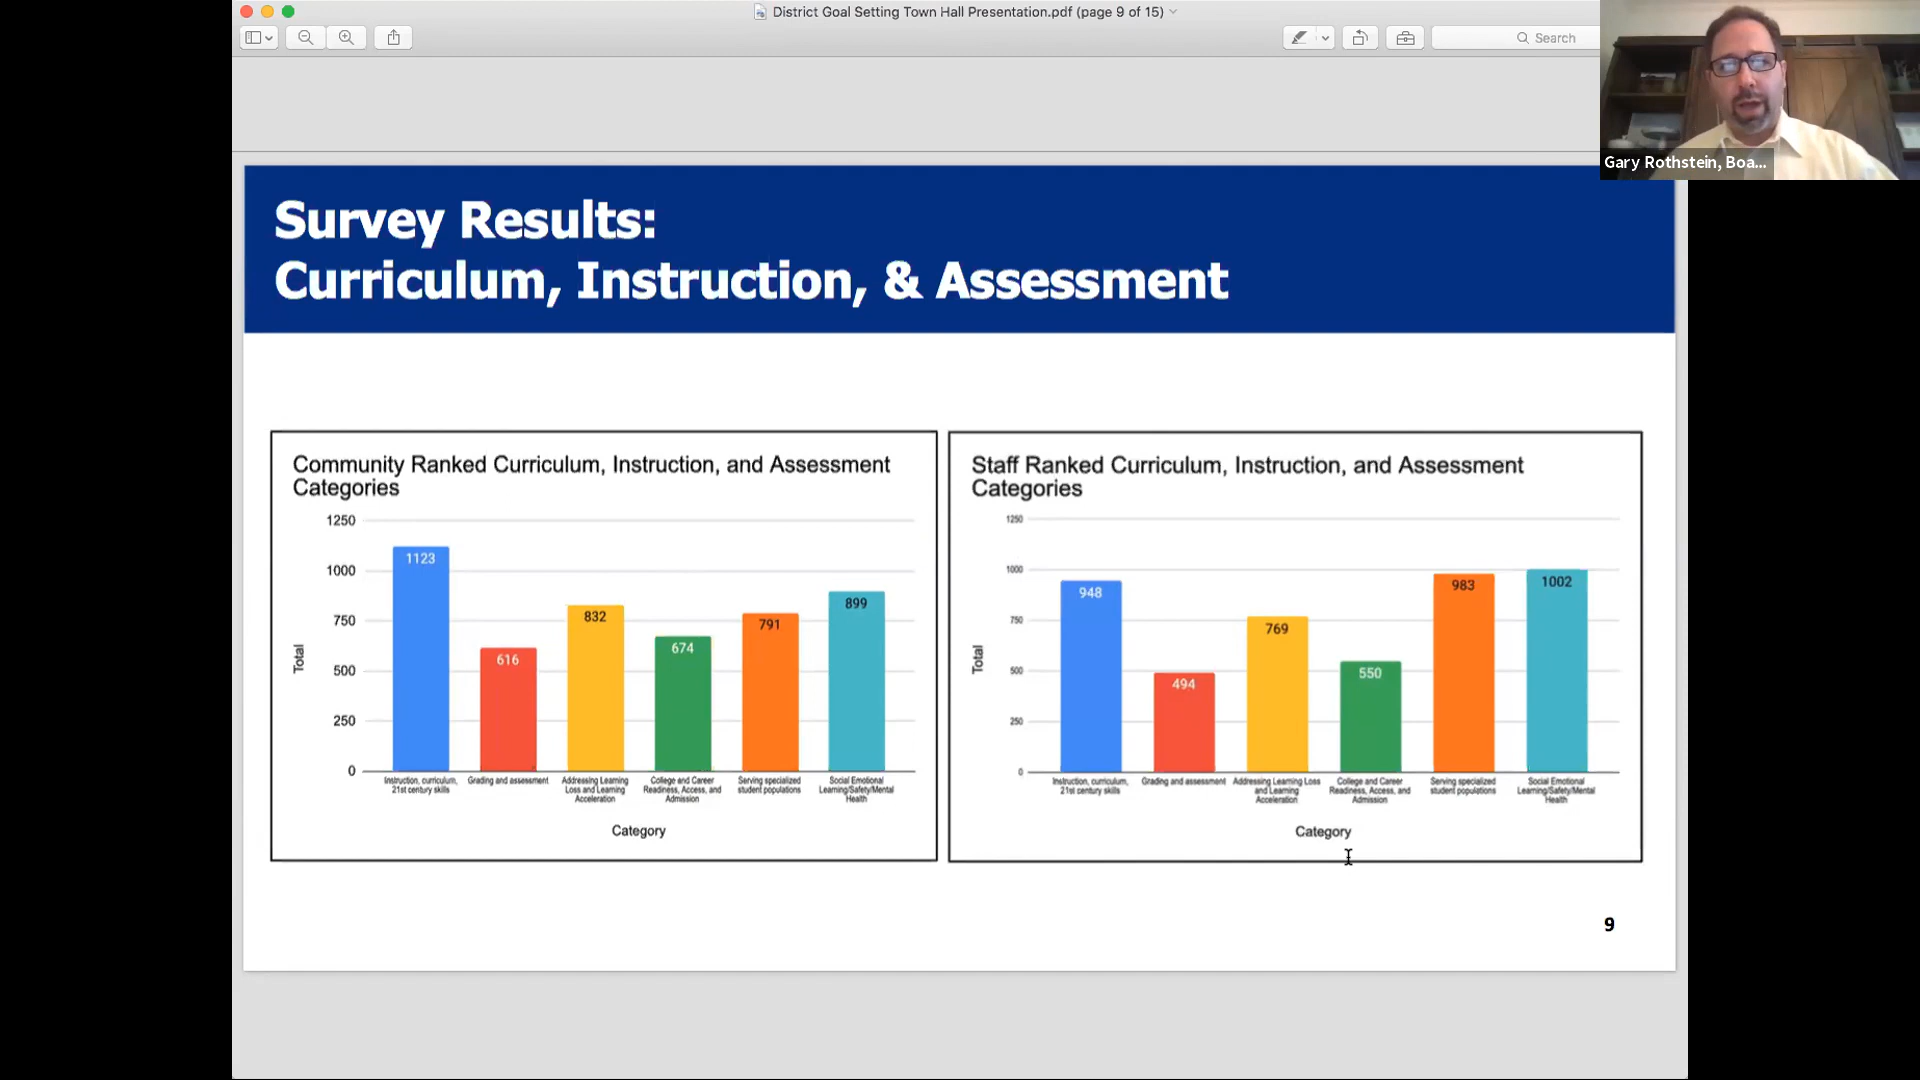 District Goal Setting Town Hall Presentation.pdf (page 9 of 15)
Search
Gary Rothstein, Boa...
Survey Results:
Curriculum, Instruction, & Assessment
Community Ranked Curriculum, Instruction, and Assessment
Categories
1250
1000
750
500
250
0
Total
1123
616
832
674
791
899
Instruction, curriculum,
21st century skills
Grading and assessment
Addressing Learning
Loss and Learning
Acceleration
College and Career
Readiness, Access, and
Admission
Serving specialized
student populations
Social Emotional
Learning/Safety/Mental
Health
Category
Staff Ranked Curriculum, Instruction, and Assessment
Categories
1250
1000
750
500
250
0
Total
948
494
769
550
983
1002
Instruction, curriculum,
21st century skills
Grading and assessment
Addressing Learning Loss
and Learning
Acceleration
College and Career
Readiness, Access, and
Admission
Serving specialized
student populations
Social Emotional
Learning/Safety/Mental
Health
Category
9